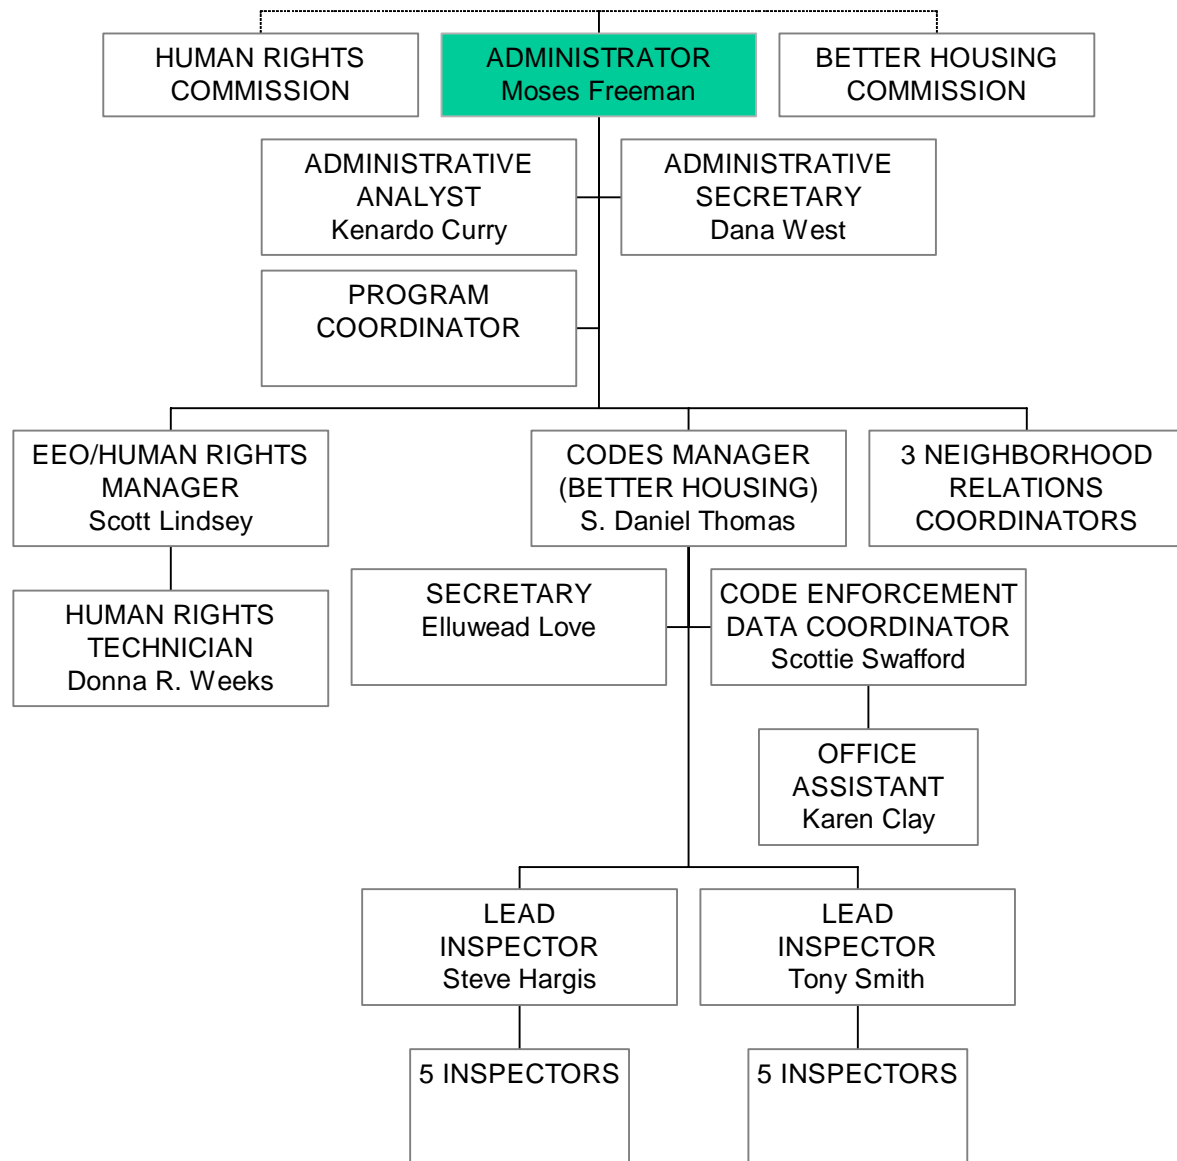 HUMAN RIGHTS
COMMISSION
ADMINISTRATOR
Moses Freeman
BETTER HOUSING
COMMISSION
ADMINISTRATIVE
ANALYST
Kenardo Curry
ADMINISTRATIVE
SECRETARY
Dana West
PROGRAM
COORDINATOR
EEO/HUMAN RIGHTS
MANAGER
Scott Lindsey
CODES MANAGER
(BETTER HOUSING)
S. Daniel Thomas
3 NEIGHBORHOOD
RELATIONS
COORDINATORS
HUMAN RIGHTS
TECHNICIAN
Donna R. Weeks
SECRETARY
Elluwead Love
CODE ENFORCEMENT
DATA COORDINATOR
Scottie Swafford
OFFICE
ASSISTANT
Karen Clay
LEAD
INSPECTOR
Steve Hargis
LEAD
INSPECTOR
Tony Smith
5 INSPECTORS
5 INSPECTORS